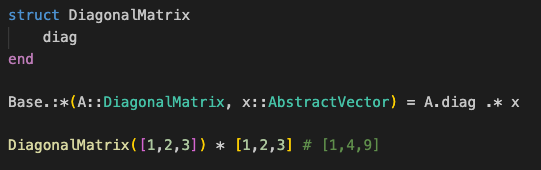 struct DiagonalMatrix
    diag
end

Base.:*(A::DiagonalMatrix, x::AbstractVector) = A.diag .* x

DiagonalMatrix([1,2,3]) * [1,2,3] # [1,4,9]